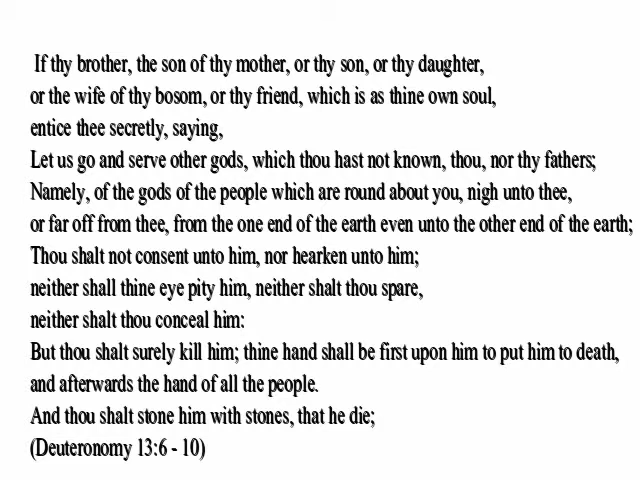 If thy brother, the son of thy mother, or thy son, or thy daughter,
or the wife of thy bosom, or thy friend, which is as thine own soul,
entice thee secretly, saying,
Let us go and serve other gods, which thou hast not known, thou, nor thy fathers;
Namely, of the gods of the people which are round about you, nigh unto thee,
or far off from thee, from the one end of the earth even unto the other end of the earth;
Thou shalt not consent unto him, nor hearken unto him;
neither shall thine eye pity him, neither shalt thou spare,
neither shalt thou conceal him:
But thou shalt surely kill him; thine hand shall be first upon him to put him to death,
and afterwards the hand of all the people.
And thou shalt stone him with stones, that he die;
(Deuteronomy 13:6 - 10)